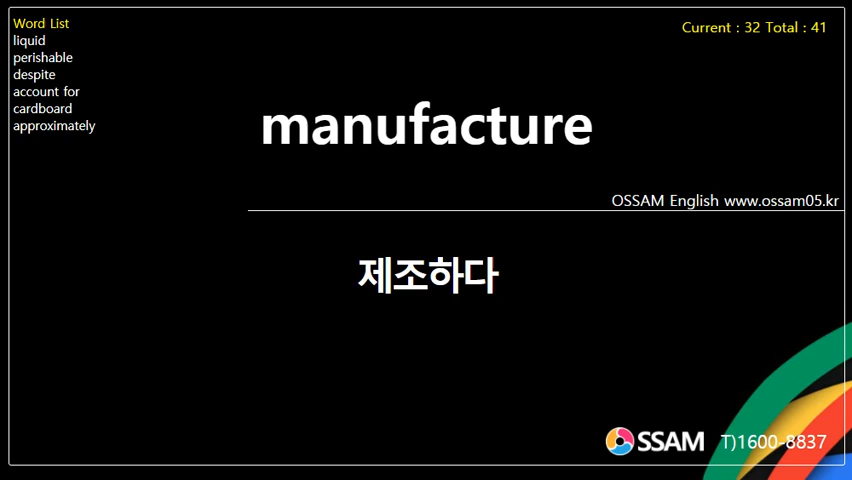 Word List
liquid
perishable
despite
account for
cardboard
approximately
Current : 32 Total : 41
manufacture
OSSAM English www.ossam05.kr
제조하다
OSSAM T)1600-8837